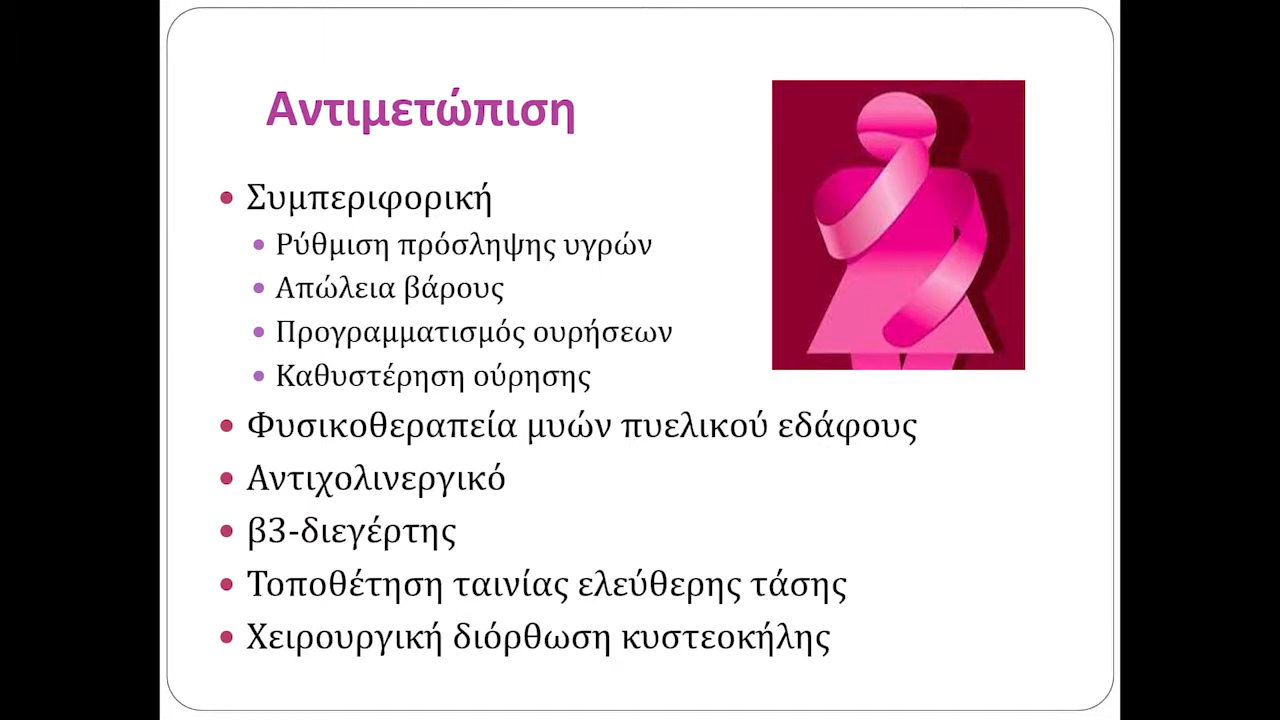 Αντιμετώπιση
• Συμπεριφορική
• Ρύθμιση πρόσληψης υγρών
• Απώλεια βάρους
• Προγραμματισμός ουρήσεων
• Καθυστέρηση ούρησης
• Φυσικοθεραπεία μυών πυελικού εδάφους
• Αντιχολινεργικό
• β3-διεγέρτης
• Τοποθέτηση ταινίας ελεύθερης τάσης
• Χειρουργική διόρθωση κυστεοκήλης